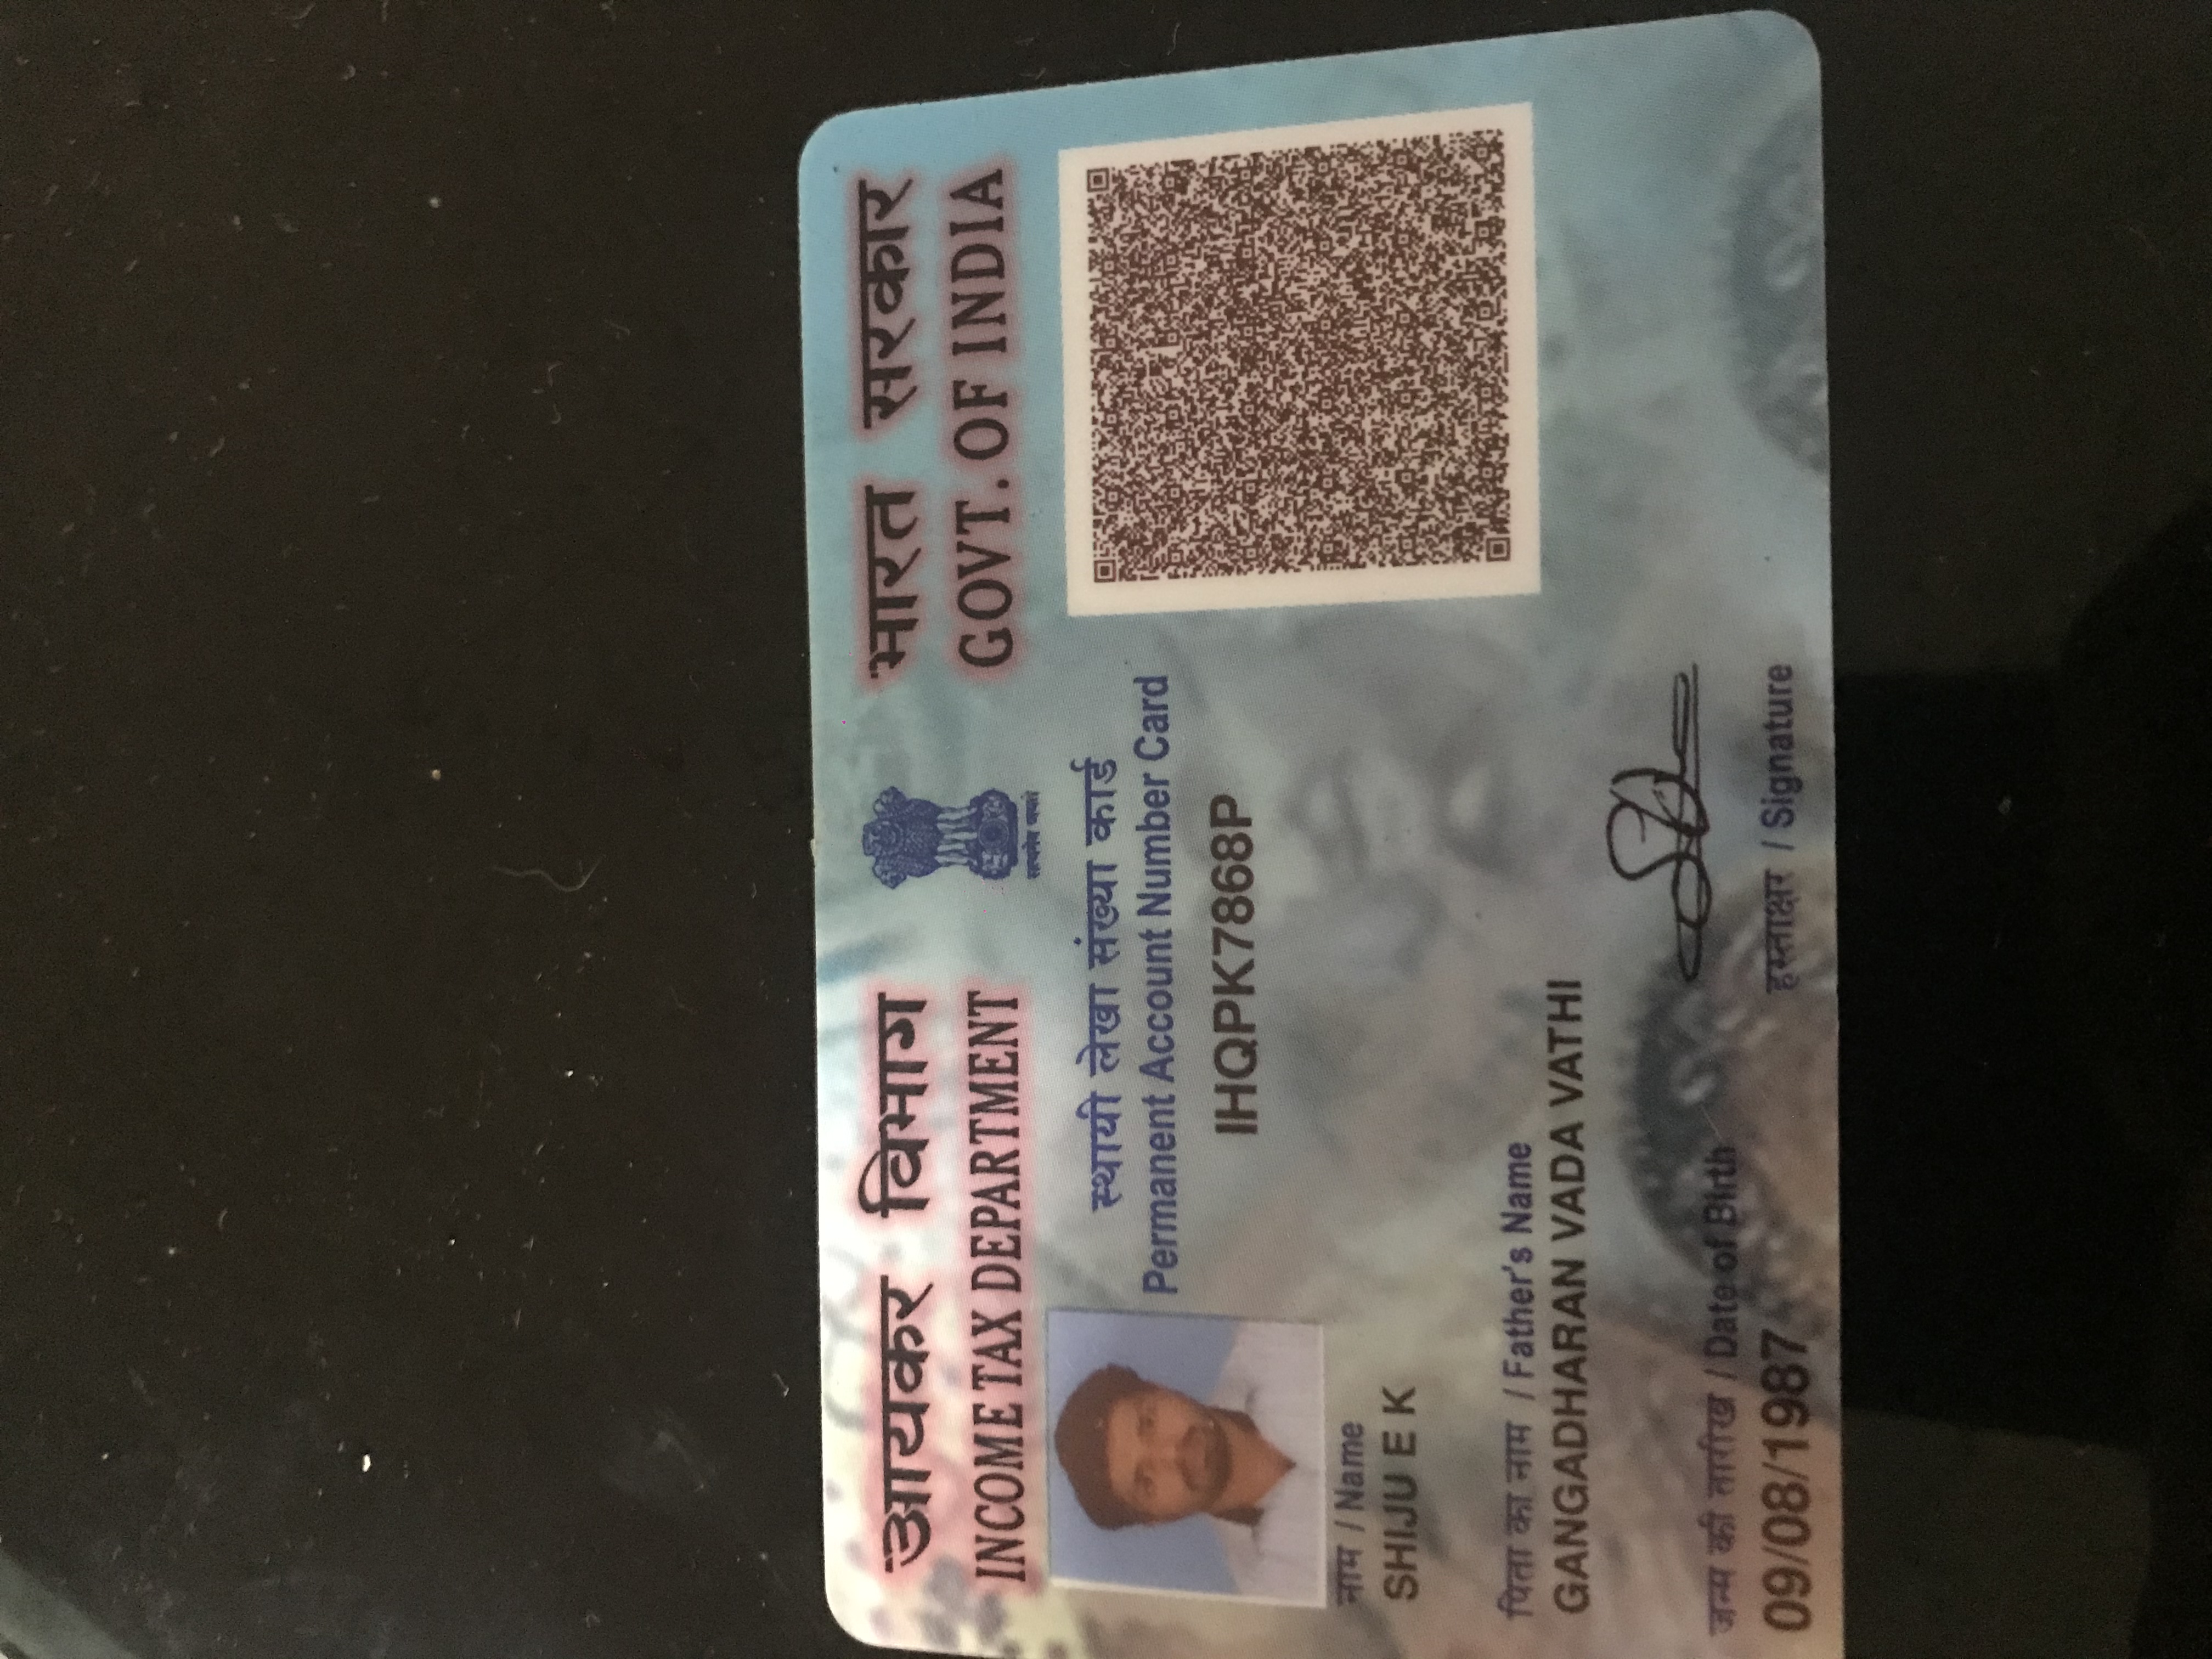 आयकर विभाग
INCOME TAX DEPARTMENT
सत्यमेव जयते
भारत सरकार
GOVT. OF INDIA
स्थायी लेखा संख्या कार्ड
Permanent Account Number Card
IHQPK7868P
नाम / Name
SHIJU E K
पिता का नाम / Father's Name
GANGADHARAN VADA VATHI
जन्म की तारीख / Date of Birth
09/08/1987
हस्ताक्षर / Signature